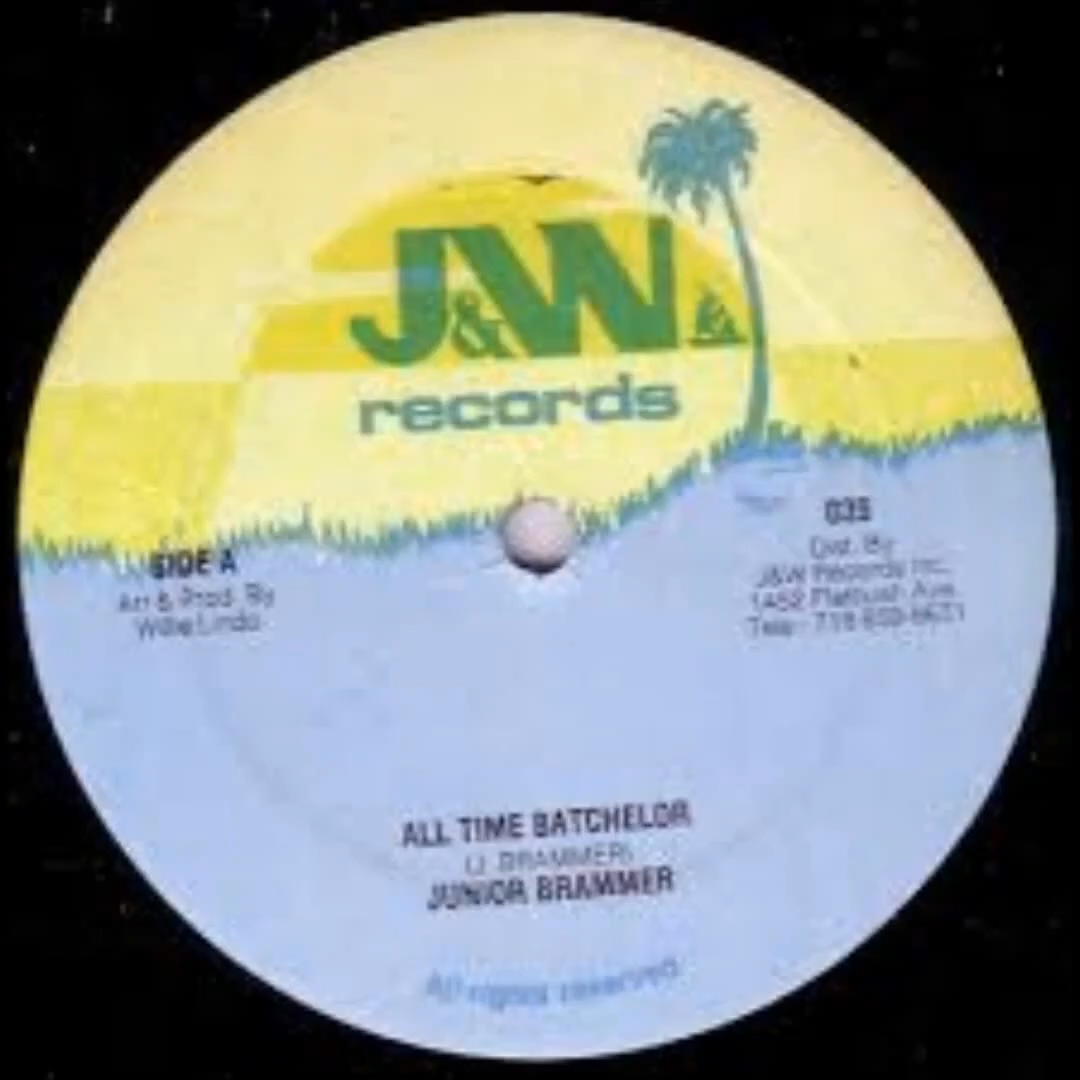 J&W
records
SIDE A
Arr & Prod. By
Willie Lindo
Dist. By
J&W Records Inc.
1452 Flatbush Ave.
ALL TIME BATCHELOR
(J. BRAMMER)
JUNIOR BRAMMER
All rights reserved